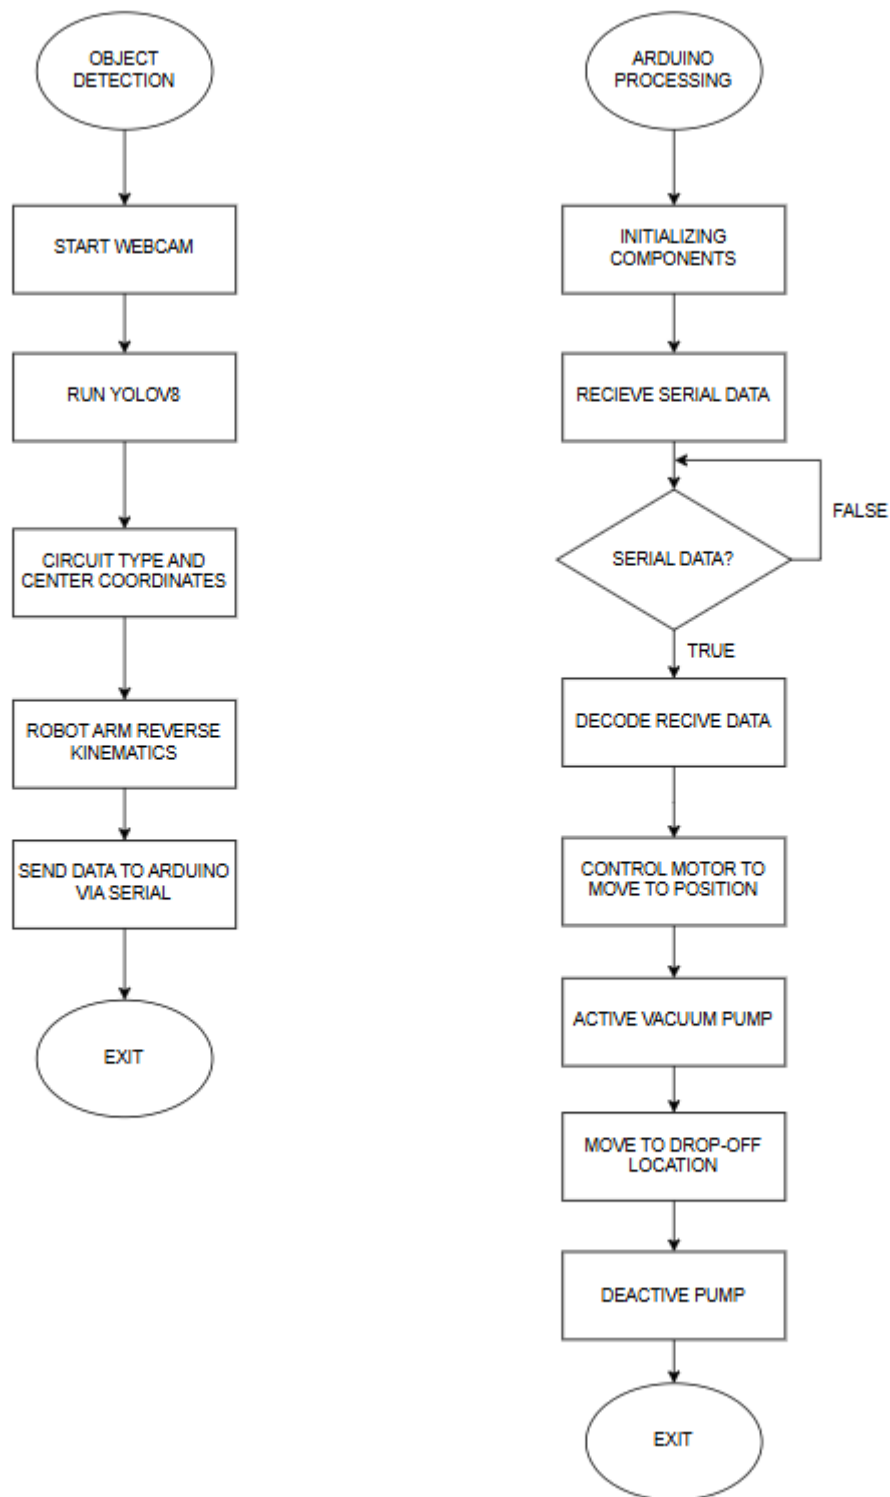 OBJECT
DETECTION
START WEBCAM
RUN YOLOV8
CIRCUIT TYPE AND
CENTER COORDINATES
ROBOT ARM REVERSE
KINEMATICS
SEND DATA TO ARDUINO
VIA SERIAL
EXIT
ARDUINO
PROCESSING
INITIALIZING
COMPONENTS
RECIEVE SERIAL DATA
FALSE
SERIAL DATA?
TRUE
DECODE RECIVE DATA
CONTROL MOTOR TO
MOVE TO POSITION
ACTIVE VACUUM PUMP
MOVE TO DROP-OFF
LOCATION
DEACTIVE PUMP
EXIT